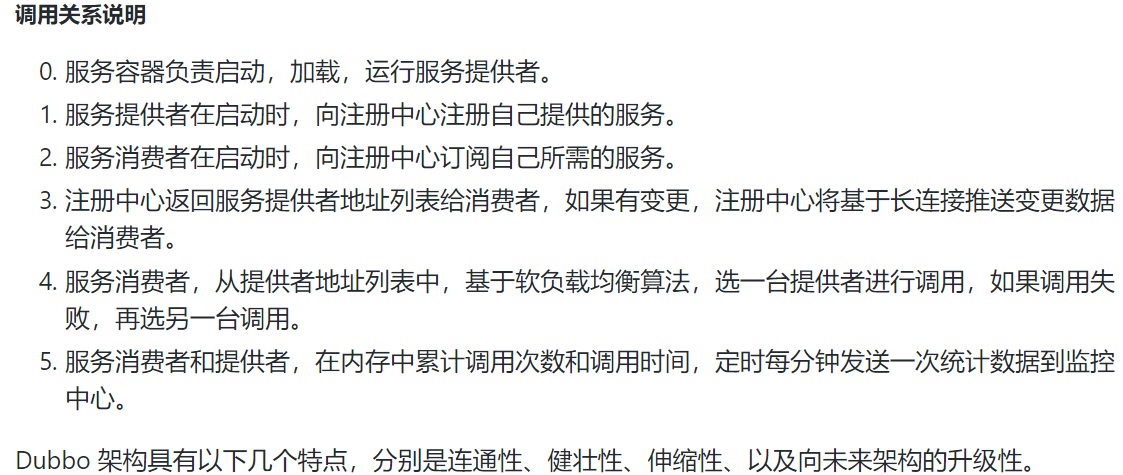 调用关系说明
0. 服务容器负责启动，加载，运行服务提供者。
1. 服务提供者在启动时，向注册中心注册自己提供的服务。
2. 服务消费者在启动时，向注册中心订阅自己所需的服务。
3. 注册中心返回服务提供者地址列表给消费者，如果有变更，注册中心将基于长连接推送变更数据
给消费者。
4. 服务消费者，从提供者地址列表中，基于软负载均衡算法，选一台提供者进行调用，如果调用失
败，再选另一台调用。
5. 服务消费者和提供者，在内存中累计调用次数和调用时间，定时每分钟发送一次统计数据到监控
中心。
Dubbo 架构具有以下几个特点，分别是连通性、健壮性、伸缩性、以及向未来架构的升级性。